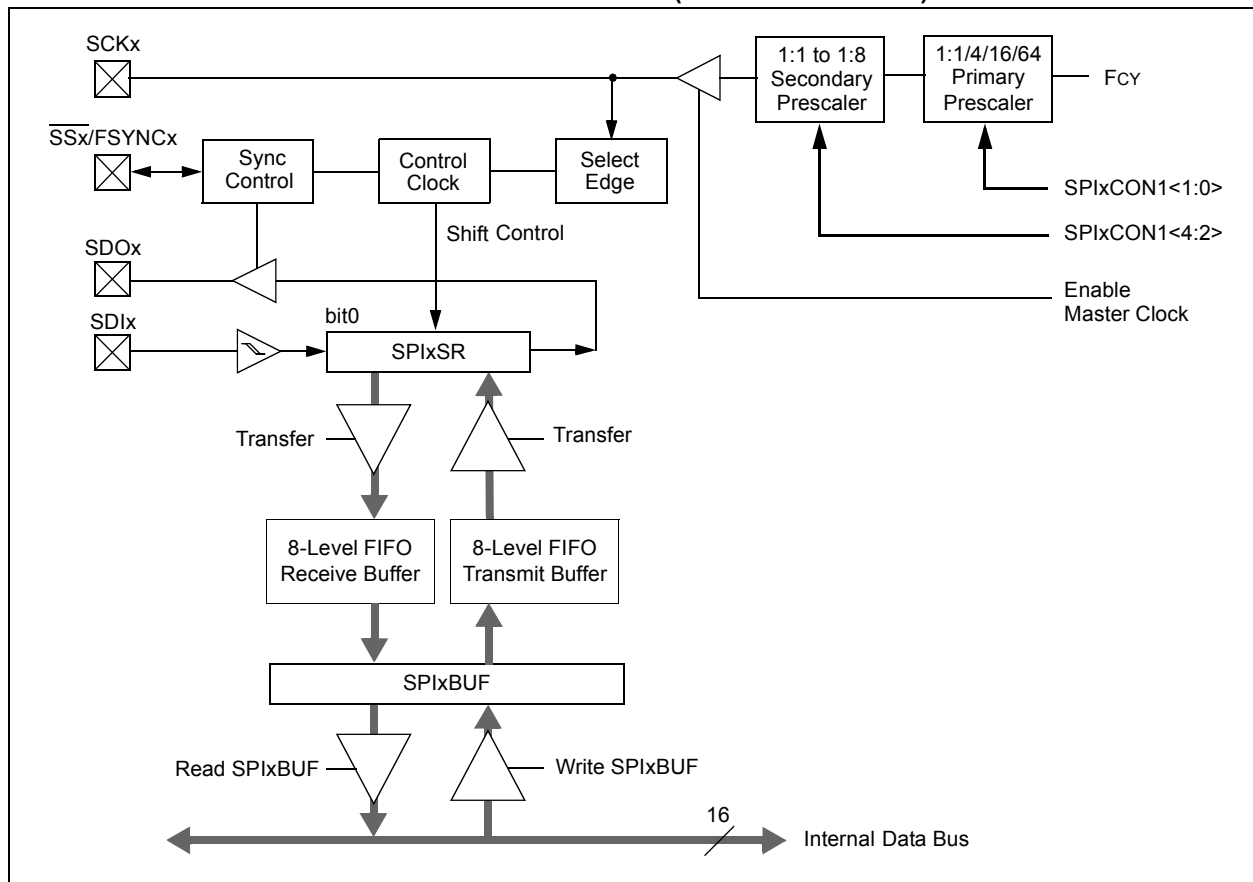 SCKx
1:1 to 1:8
Secondary
Prescaler
1:1/4/16/64
Primary
Prescaler
FCY
SSx/FSYNCx
Sync
Control
Control
Clock
Select
Edge
SPIxCON1<1:0>
SPIxCON1<4:2>
Shift Control
SDOx
Enable
Master Clock
SDIx
bit0
SPIxSR
Transfer
Transfer
8-Level FIFO
Receive Buffer
8-Level FIFO
Transmit Buffer
SPIxBUF
Read SPIxBUF
Write SPIxBUF
16
Internal Data Bus